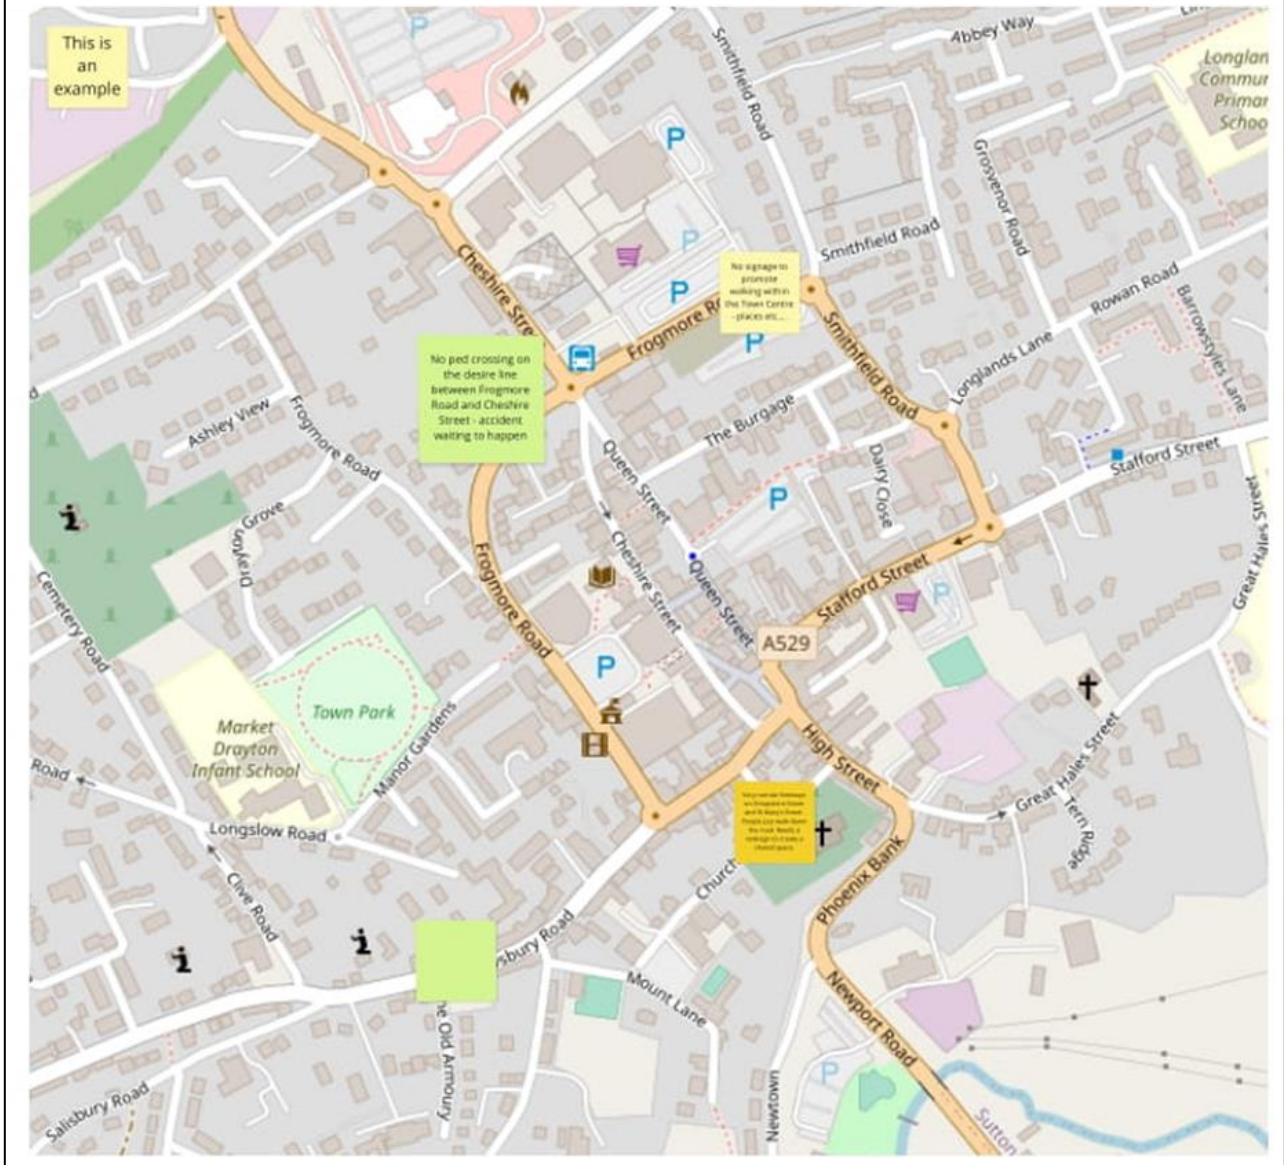 This is
an
example
P
Smithfield Road
Abbey Way
Longlan
Commun
Primar
Schoo
P
Grosvenor Road
P
Smithfield Road
Cheshire Stre
No signage to
promote
walking within
the Town Centre
- places etc...
P
Rowan Road
Barrowstyles Lane
Frogmore RO
P
No ped crossing on
the desire line
between Frogmore
Road and Cheshire
Street - accident
waiting to happen
Smithfield Road
Longlands Lane
Ashley View
Frogmore Road
The Burgage
Queen Street
Dairy Close
Stafford Street
P
Great Hales Street
Drayton Grove
Cheshire Street
Frogmore Road
Queen Street
Stafford Street
P
Cemetery Road
A529
P
Town Park
Market
Drayton
Infant School
Manor Gardens
High Street
Great Hales Street
Road
Tern Ridge
Longslow Road
Clive Road
Church
Phoenix Bank
ysbury Road
Mount Lane
Newport Road
he Old Armoury
P
Newtown
Salisbury Road
Sutton